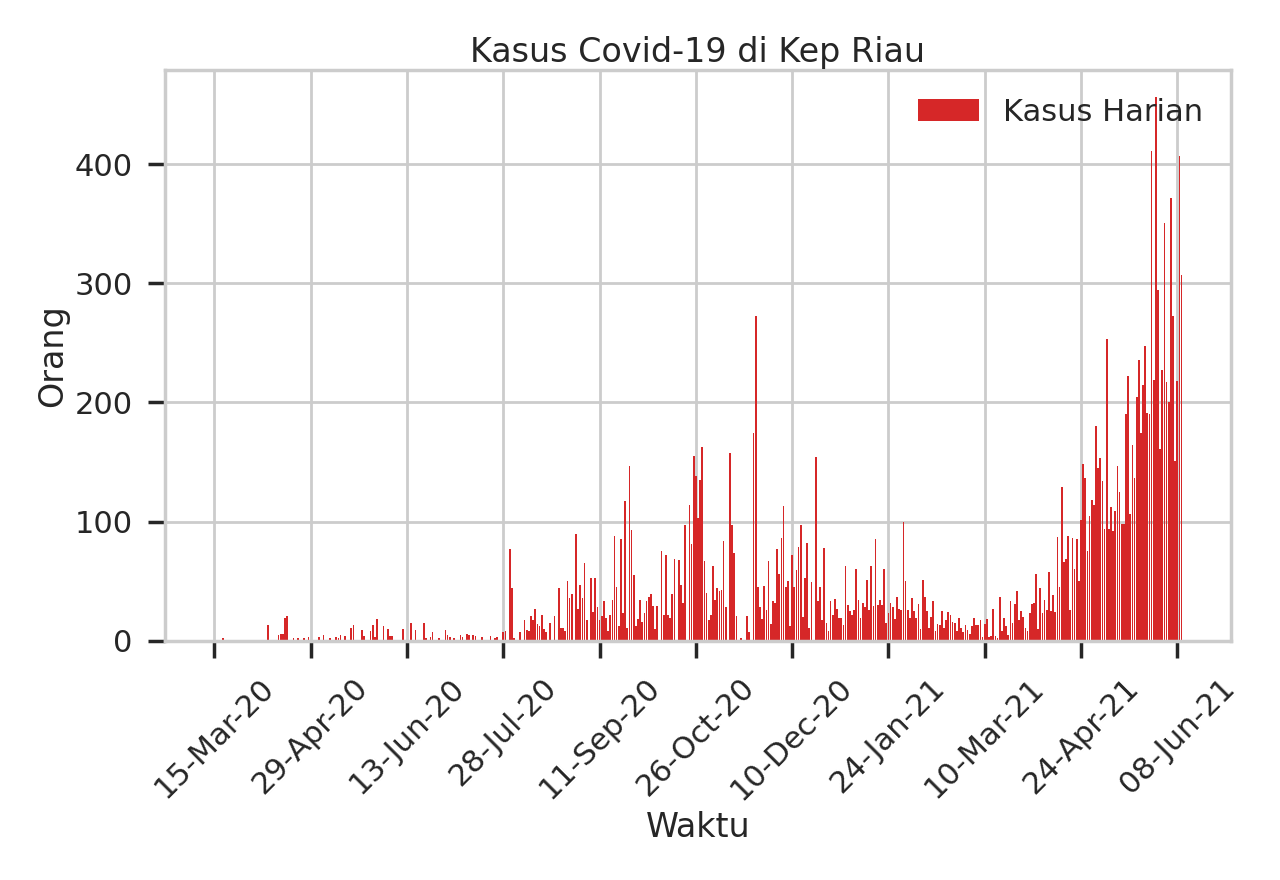 Kasus Covid-19 di Kep Riau
Kasus Harian
Orang
400
300
200
100
0
15-Mar-20
29-Apr-20
13-Jun-20
28-Jul-20
11-Sep-20
26-Oct-20
10-Dec-20
24-Jan-21
10-Mar-21
24-Apr-21
08-Jun-21
Waktu